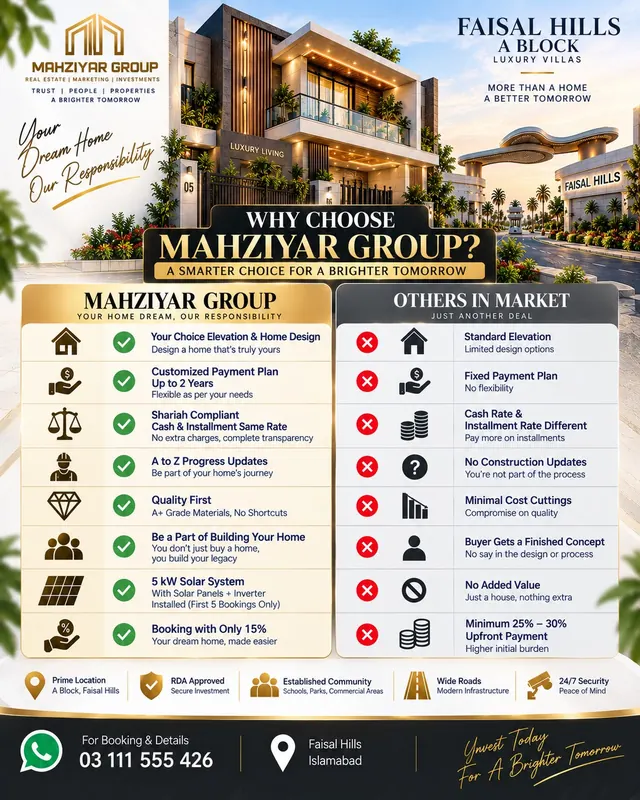 MAHZIYAR GROUP
REAL ESTATE | MARKETING | INVESTMENTS
TRUST | PEOPLE | PROPERTIES
A BRIGHTER TOMORROW
Your
Dream Home
Our Responsibility
FAISAL HILLS
A BLOCK
LUXURY VILLAS
MORE THAN A HOME
A BETTER TOMORROW
LUXURY LIVING
05
FAISAL HILLS
WHY CHOOSE
MAHZIYAR GROUP?
A SMARTER CHOICE FOR A BRIGHTER TOMORROW
MAHZIYAR GROUP
YOUR HOME DREAM, OUR RESPONSIBILITY
Your Choice Elevation & Home Design
Design a home that's truly yours
Customized Payment Plan
Up to 2 Years
Flexible as per your needs
Shariah Compliant
Cash & Installment Same Rate
No extra charges, complete transparency
A to Z Progress Updates
Be part of your home's journey
Quality First
A+ Grade Materials, No Shortcuts
Be a Part of Building Your Home
You don't just buy a home,
you build your legacy
5 kW Solar System
With Solar Panels + Inverter
Installed (First 5 Bookings Only)
Booking with Only 15%
Your dream home, made easier
OTHERS IN MARKET
JUST ANOTHER DEAL
Standard Elevation
Limited design options
Fixed Payment Plan
No flexibility
Cash Rate &
Installment Rate Different
Pay more on installments
No Construction Updates
You're not part of the process
Minimal Cost Cuttings
Compromise on quality
Buyer Gets a Finished Concept
No say in the design or process
No Added Value
Just a house, nothing extra
Minimum 25% – 30%
Upfront Payment
Higher initial burden
Prime Location
A Block, Faisal Hills
RDA Approved
Secure Investment
Established Community
Schools, Parks, Commercial Areas
Wide Roads
Modern Infrastructure
24/7 Security
Peace of Mind
For Booking & Details
03 111 555 426
Faisal Hills
Islamabad
Ynvest Today
For A Brighter Tomorrow